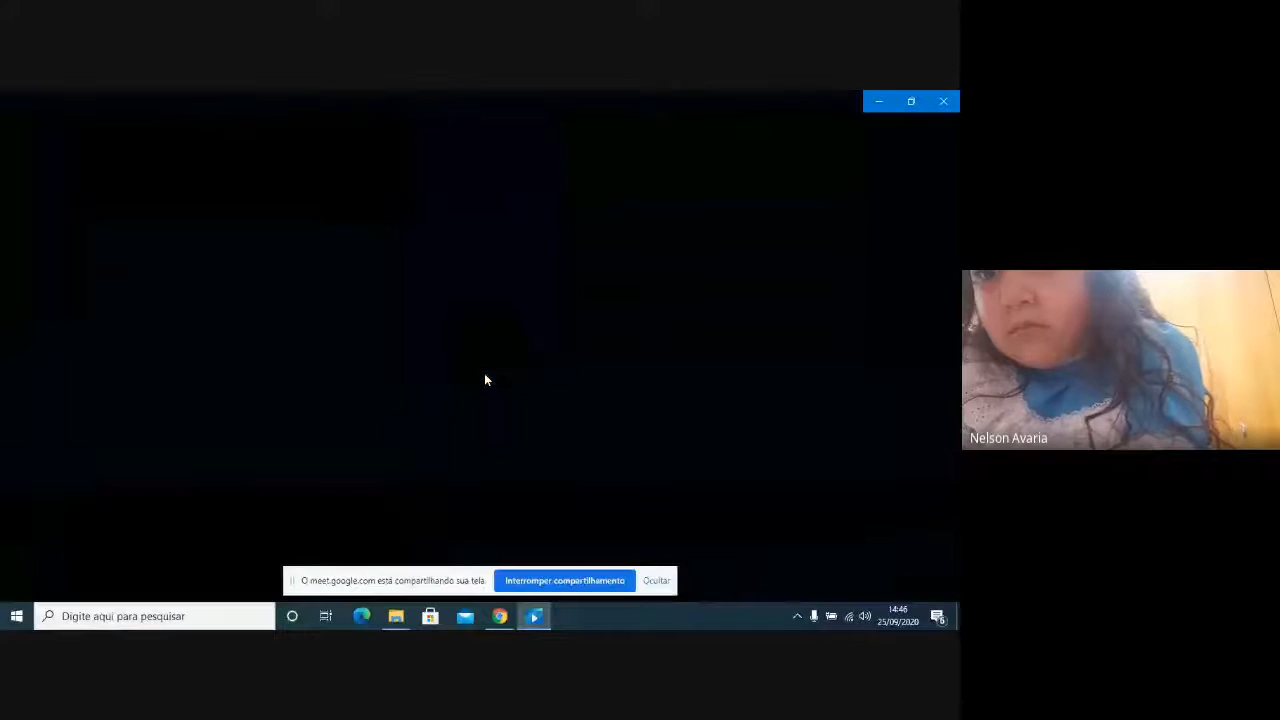 Nelson Avaria
O meet.google.com está compartilhando sua tela. Interromper compartilhamento Ocultar
Digite aqui para pesquisar
14:46
25/09/2020
6